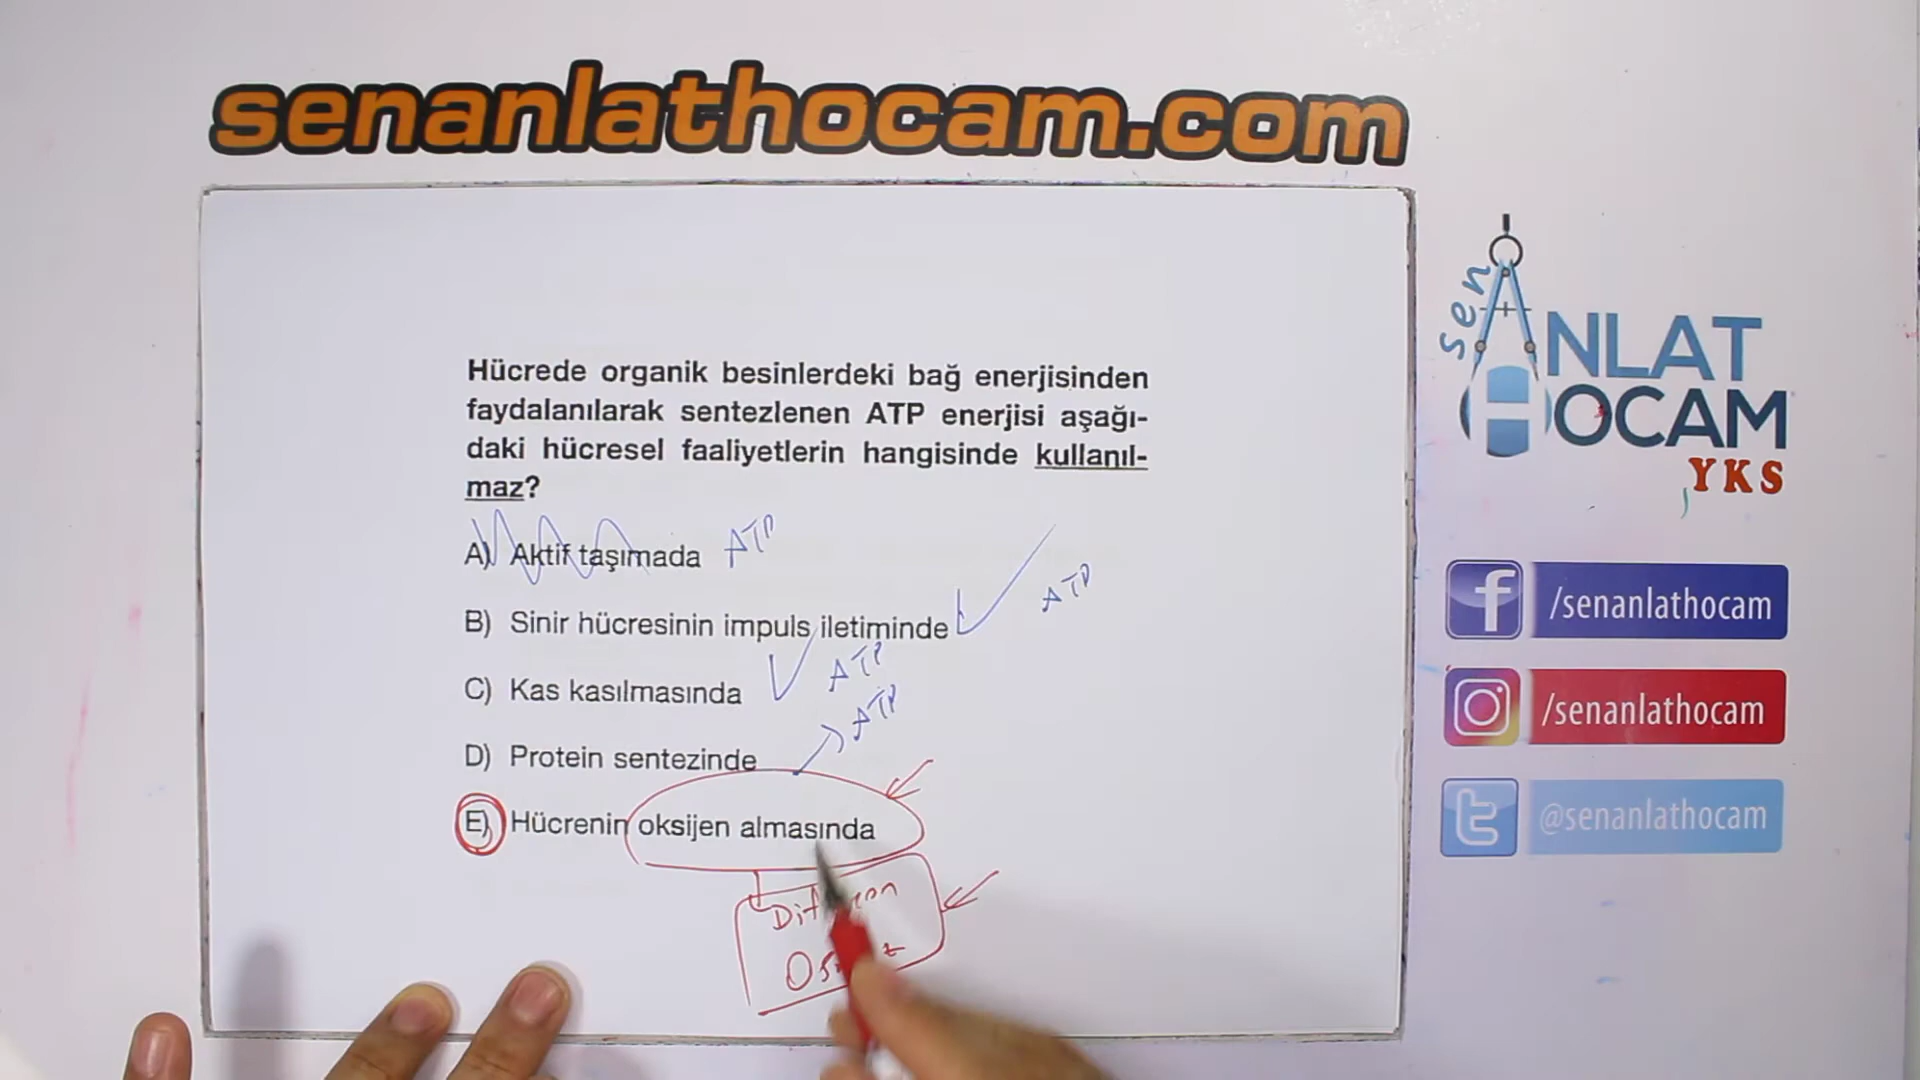 senanlathocam.com
Hücrede organik besinlerdeki bağ enerjisinden
faydalanılarak sentezlenen ATP enerjisi aşağı-
daki hücresel faaliyetlerin hangisinde kullanıl-
maz?
A) Aktif taşımada ATP
B) Sinir hücresinin impuls iletiminde ATP
C) Kas kasılmasında ATP
D) Protein sentezinde ATP
E) Hücrenin oksijen almasında
sen
ANLAT
HOCAM
YKS
/senanlathocam
/senanlathocam
@senanlathocam